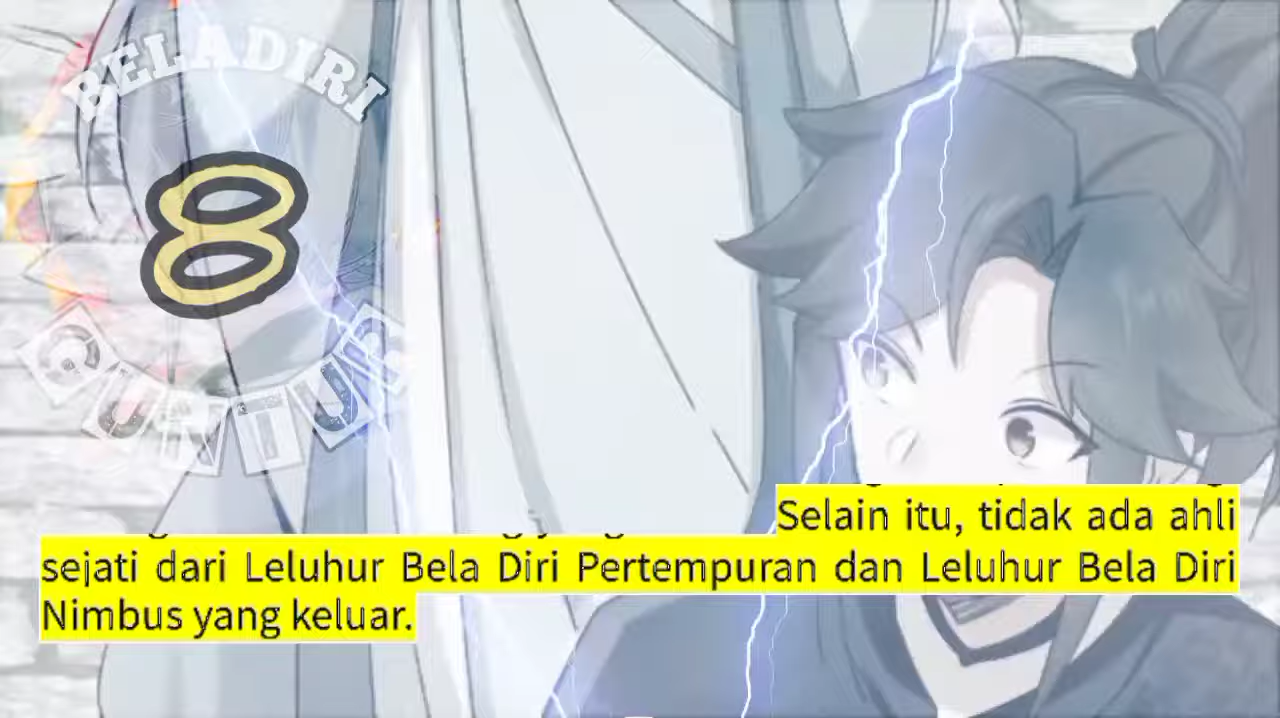 BELADIRI
8
GUNTUR
Selain itu, tidak ada ahli
sejati dari Leluhur Bela Diri Pertempuran dan Leluhur Bela Diri
Nimbus yang keluar.